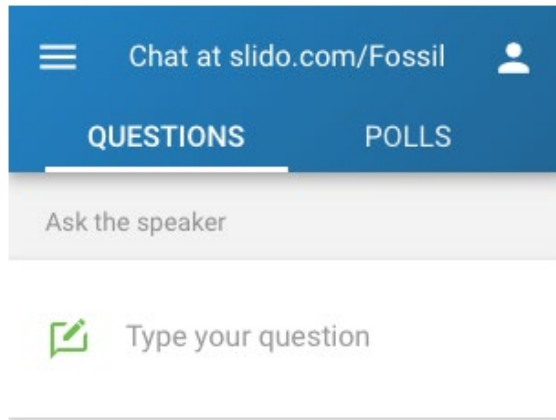 Chat at slido.com/Fossil
QUESTIONS POLLS
Ask the speaker
Type your question